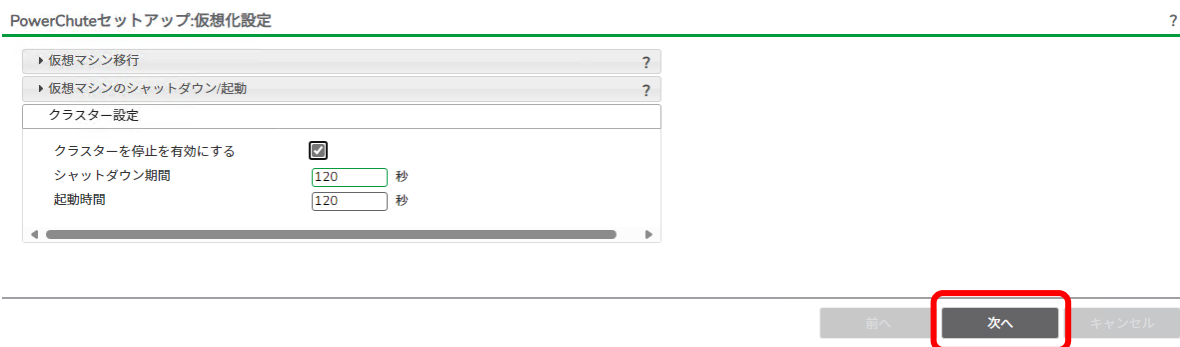 PowerChuteセットアップ:仮想化設定 ?
仮想マシン移行 ?
仮想マシンのシャットダウン/起動 ?
クラスター設定
クラスターを停止を有効にする
シャットダウン期間 120 秒
起動時間 120 秒
前へ 次へ キャンセル